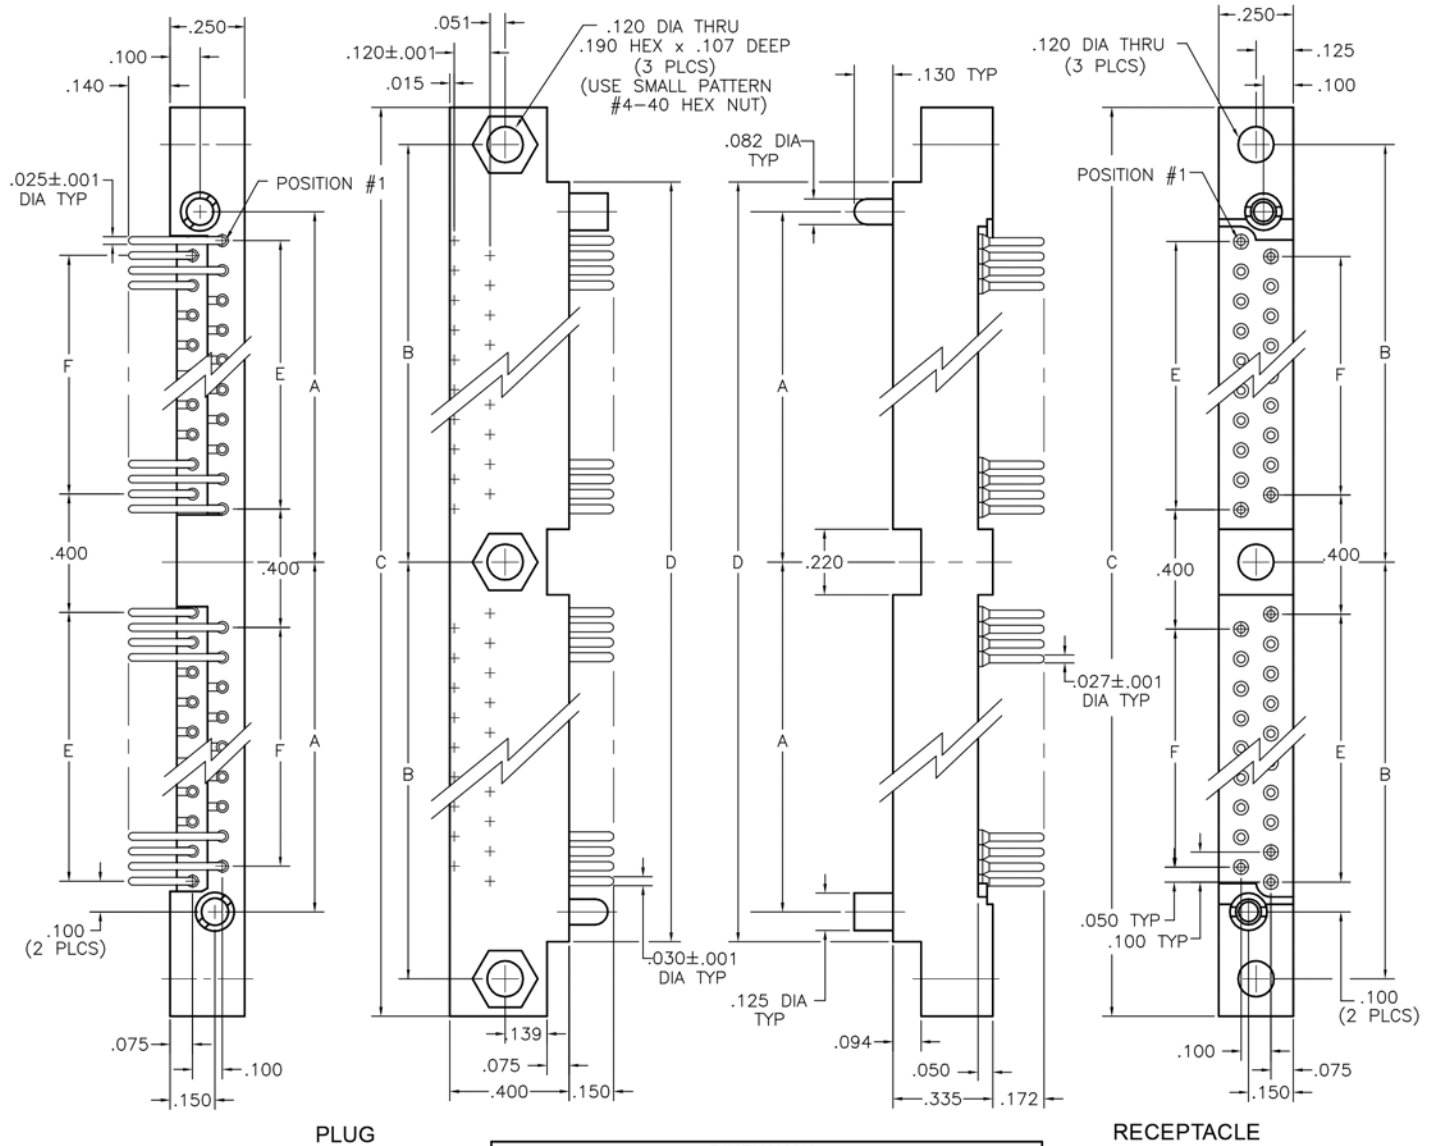 .250
.100
.140
.025±.001
DIA TYP
POSITION #1
F
E
A
.400
.400
E
F
A
.100
(2 PLCS)
.075
.100
.150
PLUG
.051
.120±.001
.015
.120 DIA THRU
.190 HEX x .107 DEEP
(3 PLCS)
(USE SMALL PATTERN
#4-40 HEX NUT)
B
C
D
B
.030±.001
DIA TYP
.139
.075
.400
.150
.130 TYP
.082 DIA
TYP
A
D
.220
A
.027±.001
DIA TYP
.125 DIA
TYP
.094
.050
.335
.172
.250
.120 DIA THRU
(3 PLCS)
.125
.100
POSITION #1
E
F
B
C
.400
.400
F
E
B
.050 TYP
.100 TYP
.100
(2 PLCS)
.100
.075
.150
RECEPTACLE